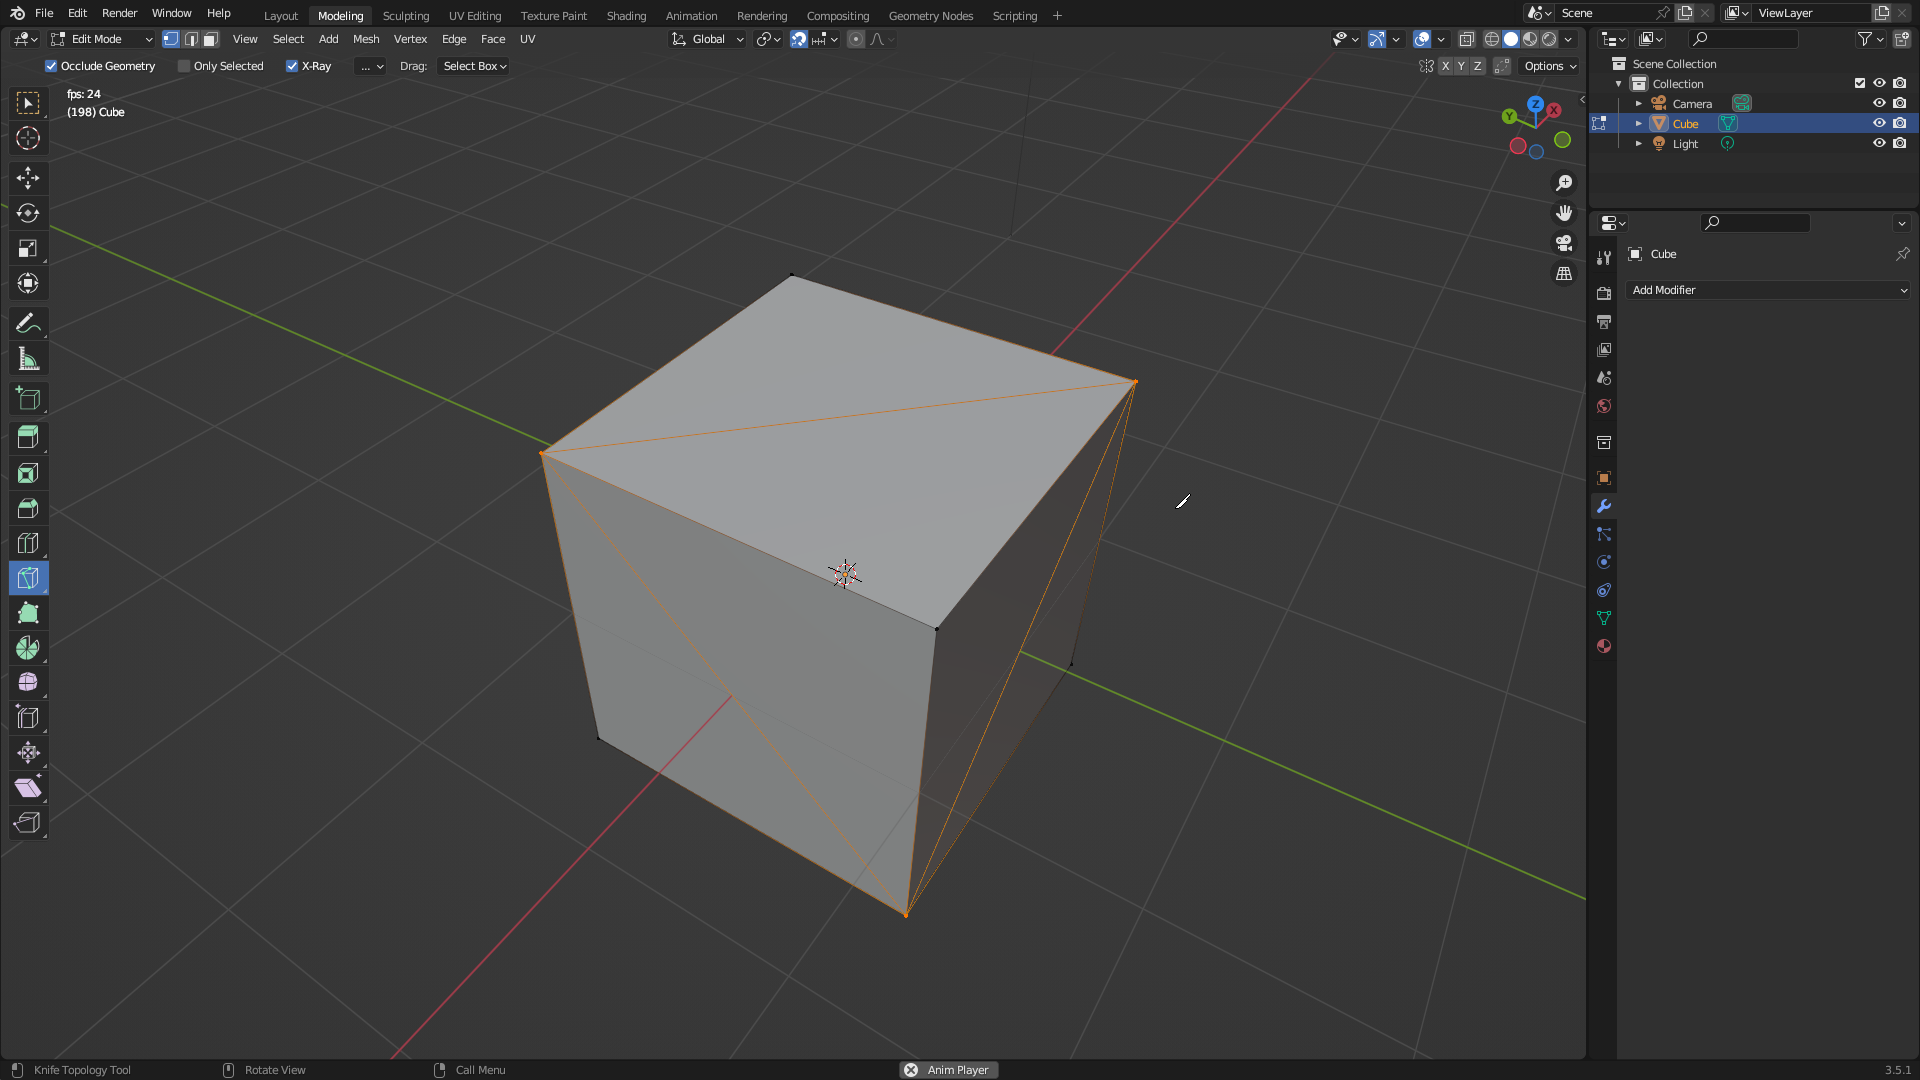 File Edit Render Window Help
Layout Modeling Sculpting UV Editing Texture Paint Shading Animation Rendering Compositing Geometry Nodes Scripting +
Scene
ViewLayer
Edit Mode
View Select Add Mesh Vertex Edge Face UV
Global
Occlude Geometry
Only Selected
X-Ray
...
Drag: Select Box
X Y Z
Options
fps: 24
(198) Cube
Z
X
Y
Scene Collection
Collection
Camera
Cube
Light
Cube
Add Modifier
Knife Topology Tool
Rotate View
Call Menu
Anim Player
3.5.1